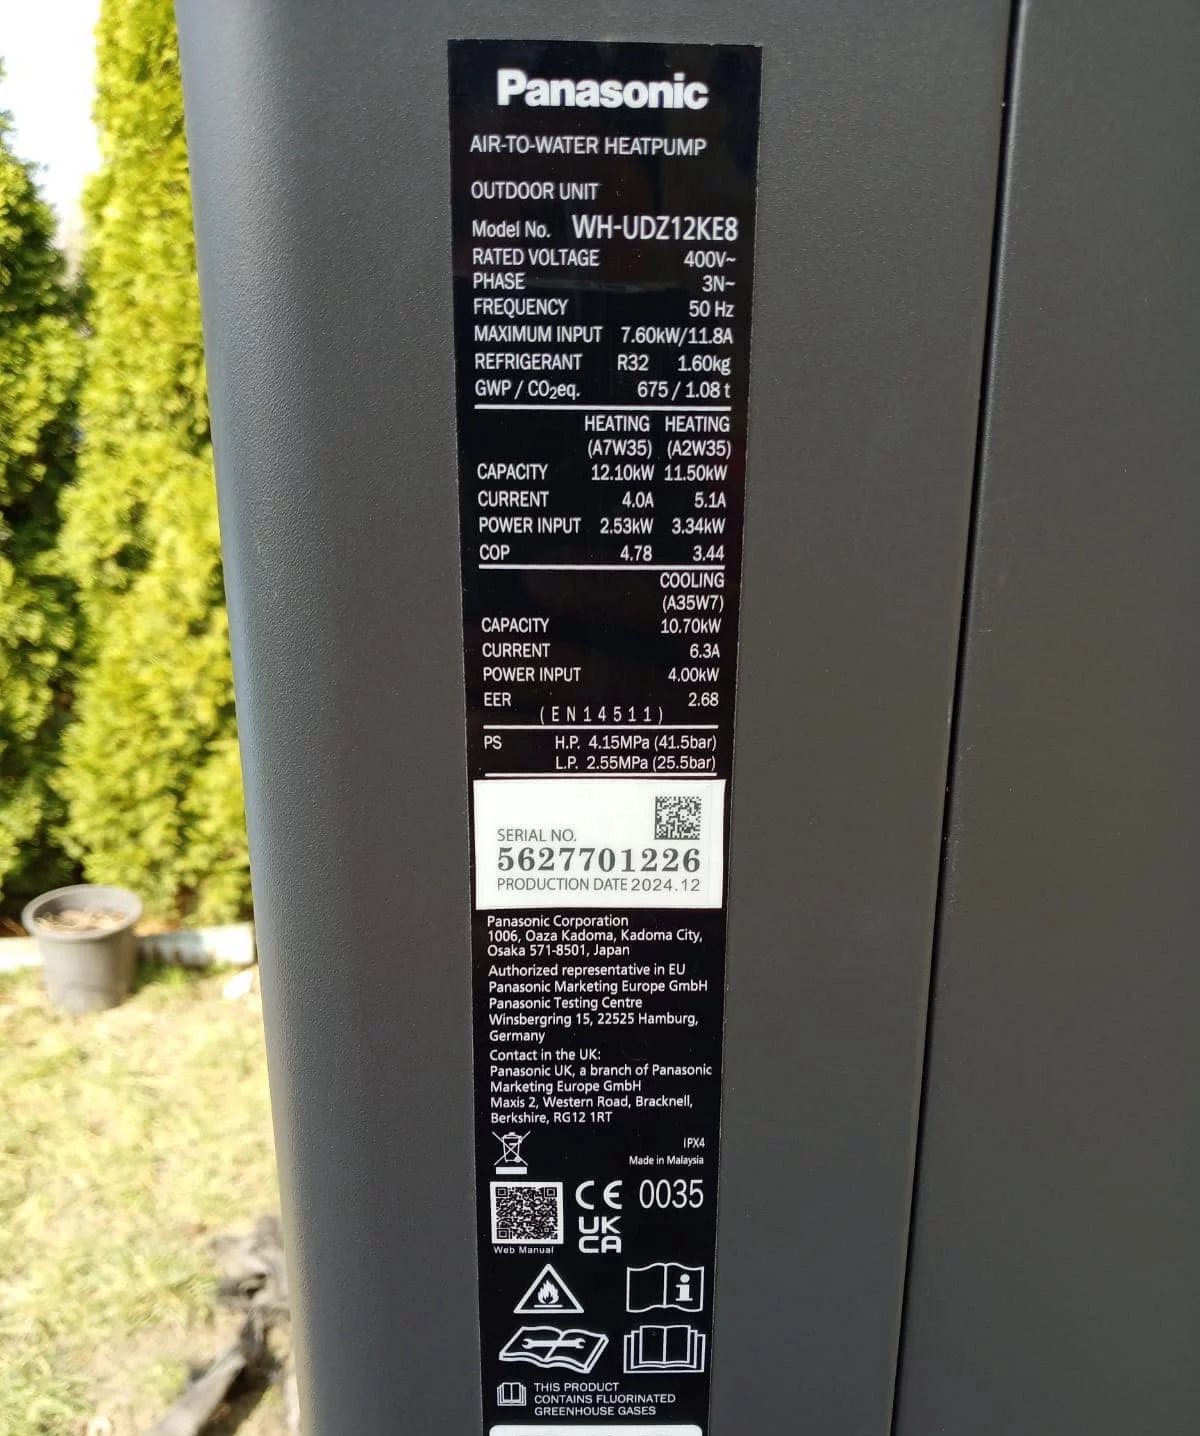 Panasonic
AIR-TO-WATER HEATPUMP
OUTDOOR UNIT
Model No. WH-UDZ12KE8
RATED VOLTAGE 400V~
PHASE 3N~
FREQUENCY 50 Hz
MAXIMUM INPUT 7.60kW/11.8A
REFRIGERANT R32 1.60kg
GWP / CO2eq. 675 / 1.08 t
HEATING HEATING
(A7W35) (A2W35)
CAPACITY 12.10kW 11.50kW
CURRENT 4.0A 5.1A
POWER INPUT 2.53kW 3.34kW
COP 4.78 3.44
COOLING
(A35W7)
CAPACITY 10.70kW
CURRENT 6.3A
POWER INPUT 4.00kW
EER 2.68
(EN14511)
PS H.P. 4.15MPa (41.5bar)
L.P. 2.55MPa (25.5bar)
SERIAL NO.
5627701226
PRODUCTION DATE 2024.12
Panasonic Corporation
1006, Oaza Kadoma, Kadoma City,
Osaka 571-8501, Japan
Authorized representative in EU
Panasonic Marketing Europe GmbH
Panasonic Testing Centre
Winsbergring 15, 22525 Hamburg,
Germany
Contact in the UK:
Panasonic UK, a branch of Panasonic
Marketing Europe GmbH
Maxis 2, Western Road, Bracknell,
Berkshire, RG12 1RT
IPX4
Made in Malaysia
CE 0035
UK
CA
Web Manual
i
THIS PRODUCT
CONTAINS FLUORINATED
GREENHOUSE GASES